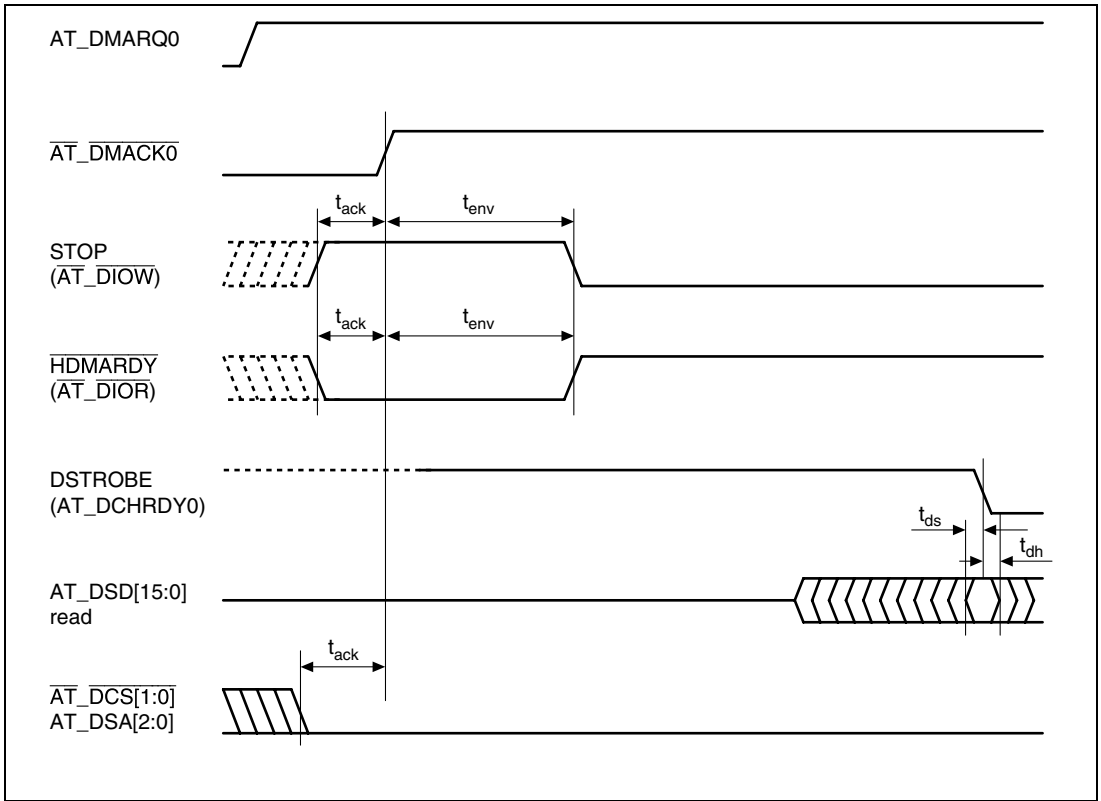 AT_DMARQ0
AT_DMACK0
t_ack t_env
STOP
(AT_DIOW)
t_ack t_env
HDMARDY
(AT_DIOR)
DSTROBE
(AT_DCHRDY0)
t_ds
t_dh
AT_DSD[15:0]
read
t_ack
AT_DCS[1:0]
AT_DSA[2:0]